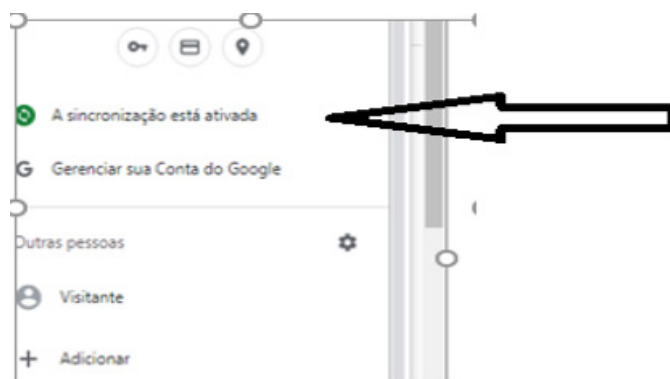 A sincronização está ativada
Gerenciar sua Conta do Google
Outras pessoas
Visitante
Adicionar